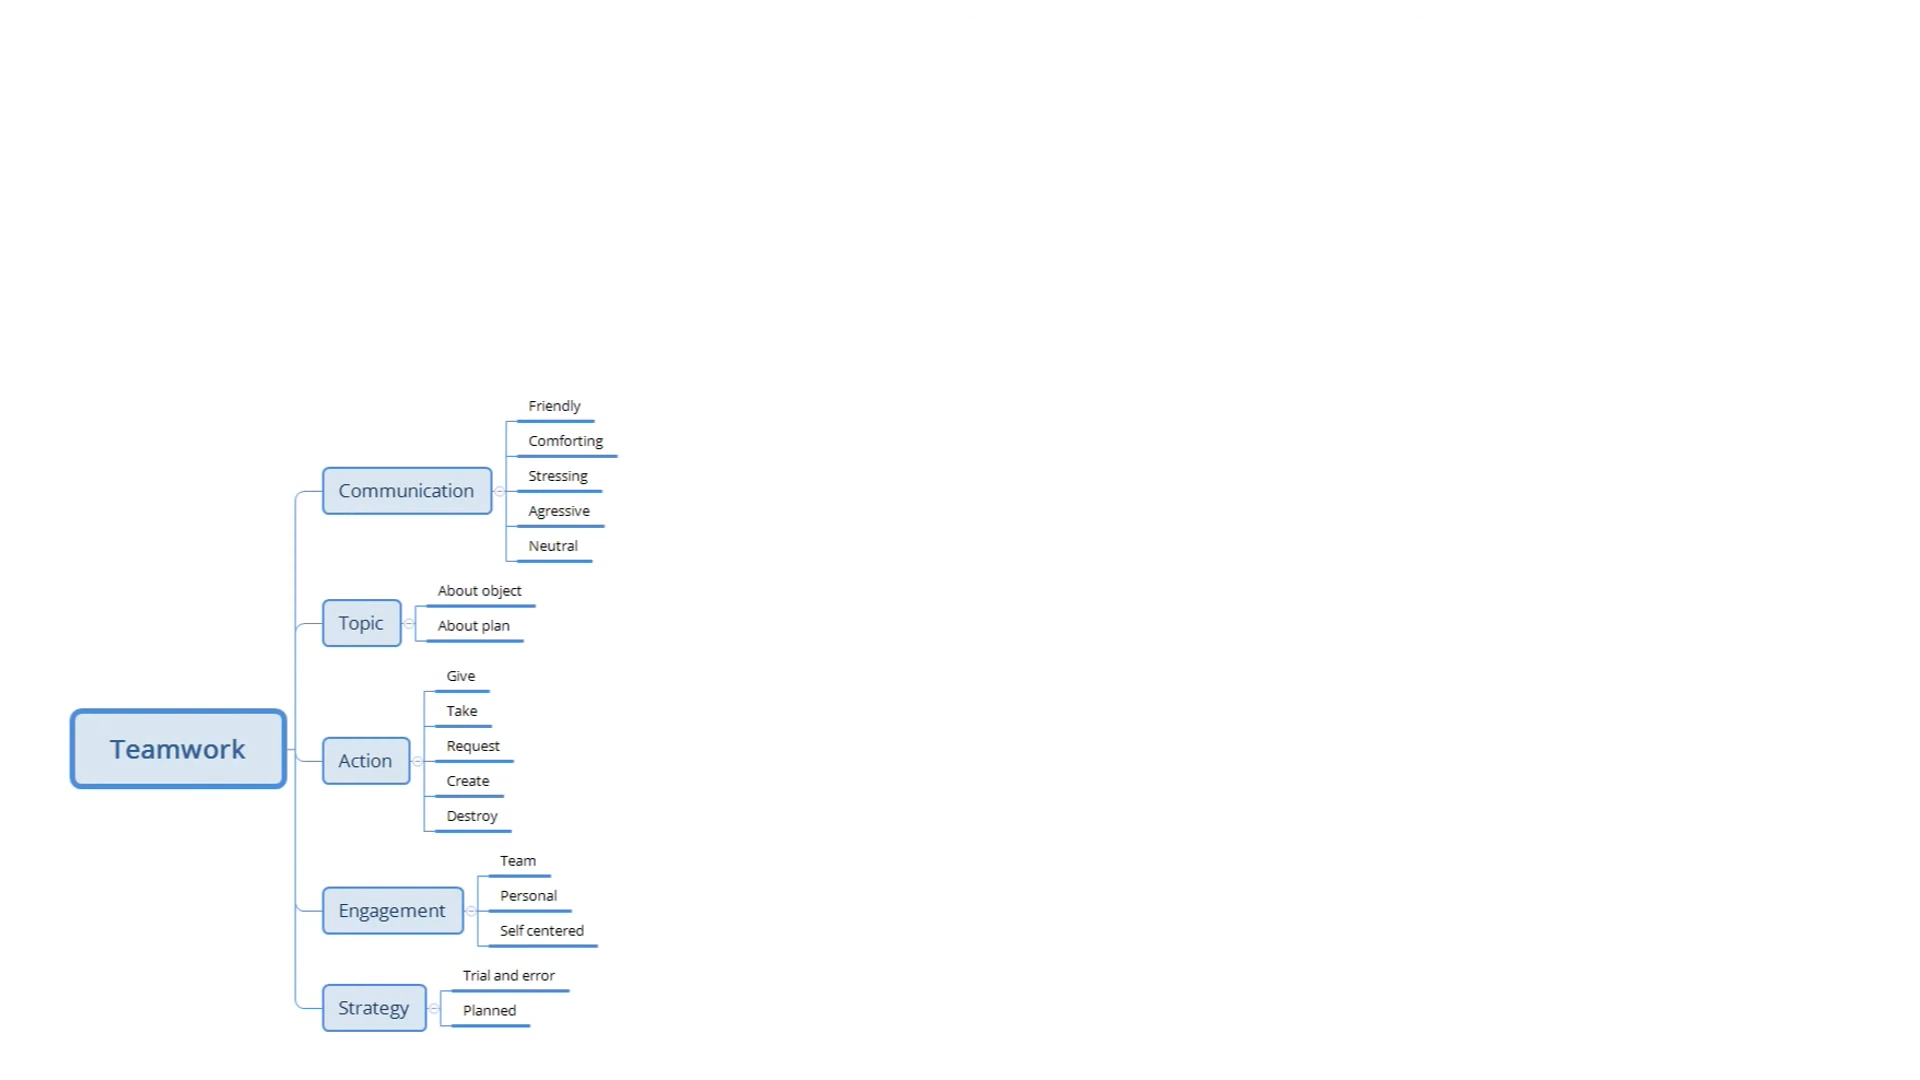 Teamwork
Communication
Friendly
Comforting
Stressing
Agressive
Neutral
Topic
About object
About plan
Action
Give
Take
Request
Create
Destroy
Engagement
Team
Personal
Self centered
Strategy
Trial and error
Planned